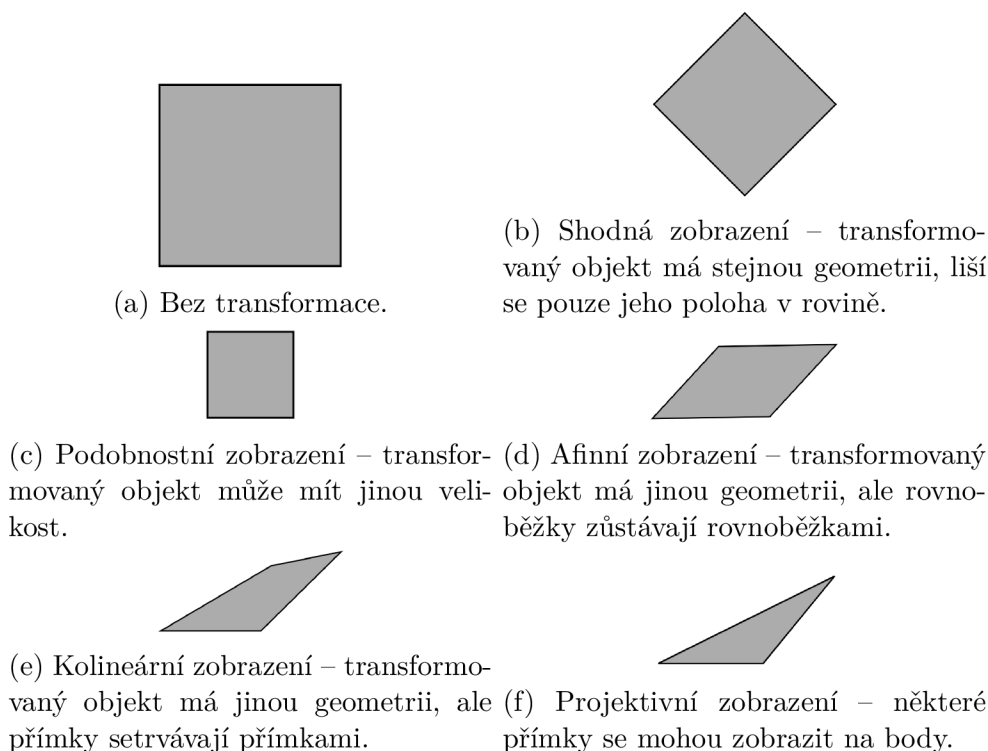 (a) Bez transformace.
(b) Shodná zobrazení – transformo-
vaný objekt má stejnou geometrii, liší
se pouze jeho poloha v rovině.
(c) Podobnostní zobrazení – transfor-
movaný objekt může mít jinou veli-
kost.
(d) Afinní zobrazení – transformovaný
objekt má jinou geometrii, ale rovno-
běžky zůstávají rovnoběžkami.
(e) Kolineární zobrazení – transformo-
vaný objekt má jinou geometrii, ale
přímky setrvávají přímkami.
(f) Projektivní zobrazení – některé
přímky se mohou zobrazit na body.